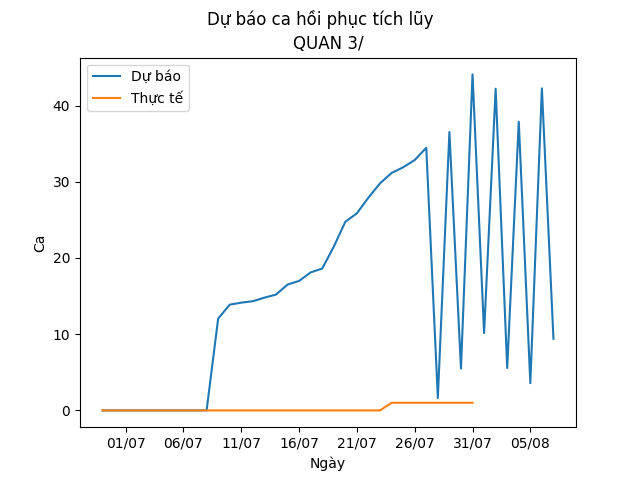 Dự báo ca hồi phục tích lũy
QUAN 3/
Dự báo
Thực tế
Ca
40
30
20
10
0
01/07 06/07 11/07 16/07 21/07 26/07 31/07 05/08
Ngày